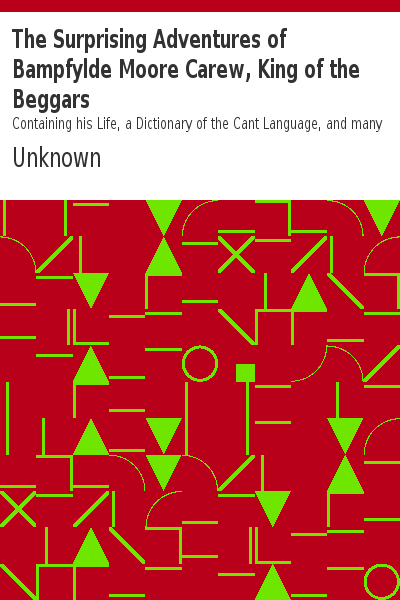 The Surprising Adventures of
Bampfylde Moore Carew, King of the
Beggars
Containing his Life, a Dictionary of the Cant Language, and many
Unknown